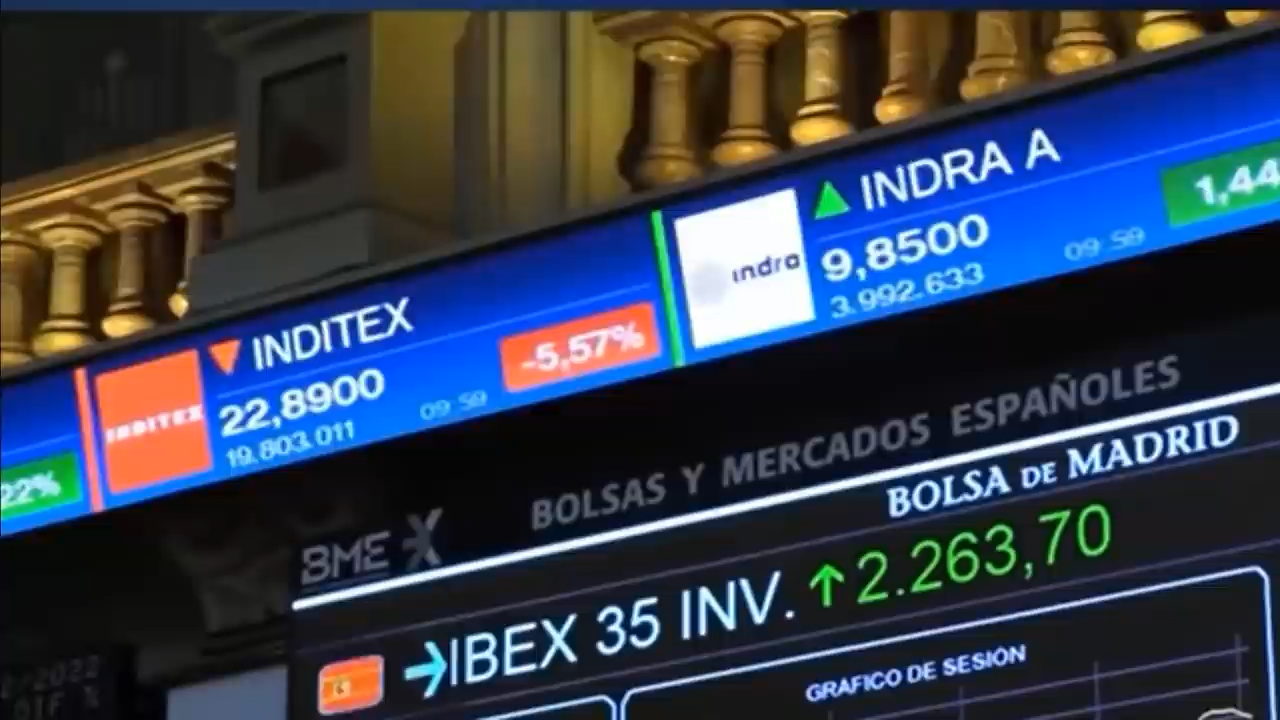 INDRA A
1,44
indra
9,8500
09:59
3.992.633
INDITEX
-5,57%
INDITEX
22,8900
09:59
19.803.011
22%
BOLSAS Y MERCADOS ESPAÑOLES
BOLSA DE MADRID
BME X
IBEX 35 INV. 2.263,70
GRAFICO DE SESION
/2022
DIF %